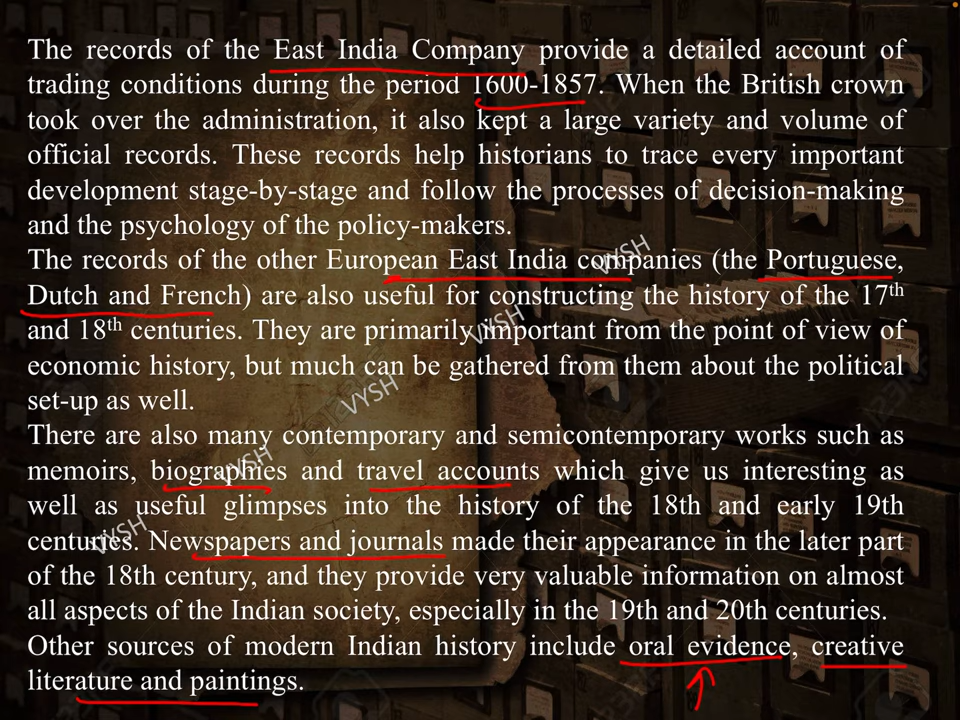 The records of the East India Company provide a detailed account of
trading conditions during the period 1600-1857. When the British crown
took over the administration, it also kept a large variety and volume of
official records. These records help historians to trace every important
development stage-by-stage and follow the processes of decision-making
and the psychology of the policy-makers.
The records of the other European East India companies (the Portuguese,
Dutch and French) are also useful for constructing the history of the 17th
and 18th centuries. They are primarily important from the point of view of
economic history, but much can be gathered from them about the political
set-up as well.
There are also many contemporary and semicontemporary works such as
memoirs, biographies and travel accounts which give us interesting as
well as useful glimpses into the history of the 18th and early 19th
centuries. Newspapers and journals made their appearance in the later part
of the 18th century, and they provide very valuable information on almost
all aspects of the Indian society, especially in the 19th and 20th centuries.
Other sources of modern Indian history include oral evidence, creative
literature and paintings.
VYSH
VYSH
VYSH
VYSH
VYSH